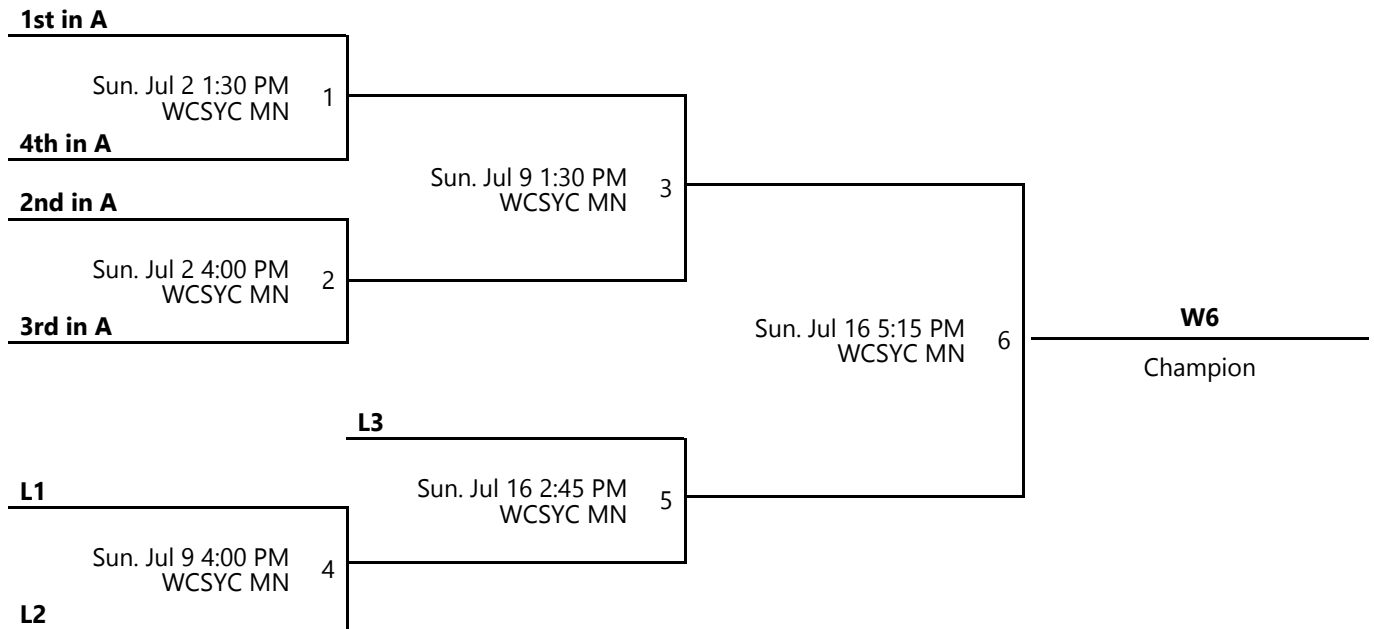 1st in A
Sun. Jul 2 1:30 PM
WCSYC MN
1
4th in A
2nd in A
Sun. Jul 2 4:00 PM
WCSYC MN
2
3rd in A
Sun. Jul 9 1:30 PM
WCSYC MN
3
L3
Sun. Jul 16 2:45 PM
WCSYC MN
5
L1
Sun. Jul 9 4:00 PM
WCSYC MN
4
L2
Sun. Jul 16 5:15 PM
WCSYC MN
6
W6
Champion